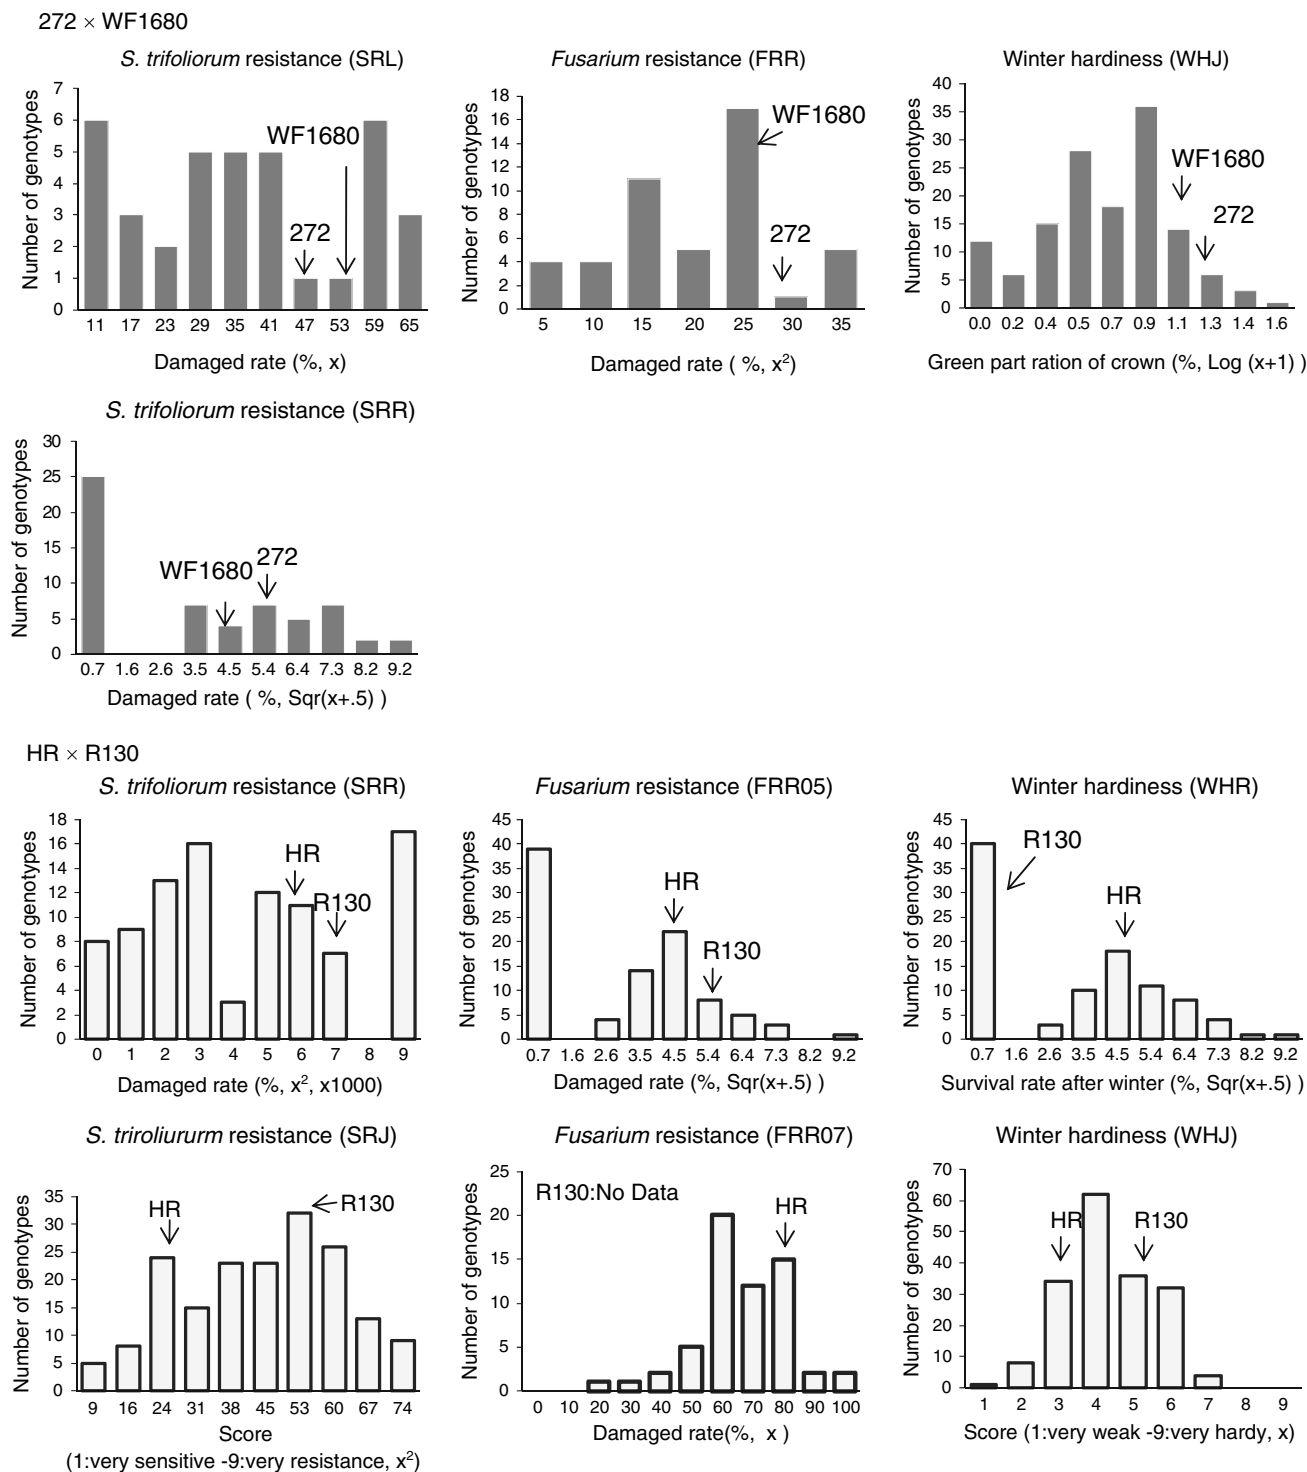 272 × WF1680
S. trifoliorum resistance (SRL)
Number of genotypes
7
6
5
4
3
2
1
0
WF1680
272
11 17 23 29 35 41 47 53 59 65
Damaged rate (%, x)
Fusarium resistance (FRR)
Number of genotypes
18
16
14
12
10
8
6
4
2
0
WF1680
272
5 10 15 20 25 30 35
Damaged rate ( %, x²)
Winter hardiness (WHJ)
Number of genotypes
40
35
30
25
20
15
10
5
0
WF1680
272
0.0 0.2 0.4 0.5 0.7 0.9 1.1 1.3 1.4 1.6
Green part ration of crown (%, Log (x+1) )
S. trifoliorum resistance (SRR)
Number of genotypes
30
25
20
15
10
5
0
WF1680
272
0.7 1.6 2.6 3.5 4.5 5.4 6.4 7.3 8.2 9.2
Damaged rate ( %, Sqr(x+.5) )
HR × R130
S. trifoliorum resistance (SRR)
Number of genotypes
18
16
14
12
10
8
6
4
2
0
HR
R130
0 1 2 3 4 5 6 7 8 9
Damaged rate (%, x², x1000)
Fusarium resistance (FRR05)
Number of genotypes
45
40
35
30
25
20
15
10
5
0
HR
R130
0.7 1.6 2.6 3.5 4.5 5.4 6.4 7.3 8.2 9.2
Damaged rate (%, Sqr(x+.5) )
Winter hardiness (WHR)
Number of genotypes
45
40
35
30
25
20
15
10
5
0
R130
HR
0.7 1.6 2.6 3.5 4.5 5.4 6.4 7.3 8.2 9.2
Survival rate after winter (%, Sqr(x+.5) )
S. triroliururm resistance (SRJ)
Number of genotypes
35
30
25
20
15
10
5
0
HR
R130
9 16 24 31 38 45 53 60 67 74
Score
(1:very sensitive -9:very resistance, x²)
Fusarium resistance (FRR07)
Number of genotypes
25
20
15
10
5
0
R130:No Data
HR
0 10 20 30 40 50 60 70 80 90 100
Damaged rate(%, x )
Winter hardiness (WHJ)
Number of genotypes
70
60
50
40
30
20
10
0
HR
R130
1 2 3 4 5 6 7 8 9
Score (1:very weak -9:very hardy, x)